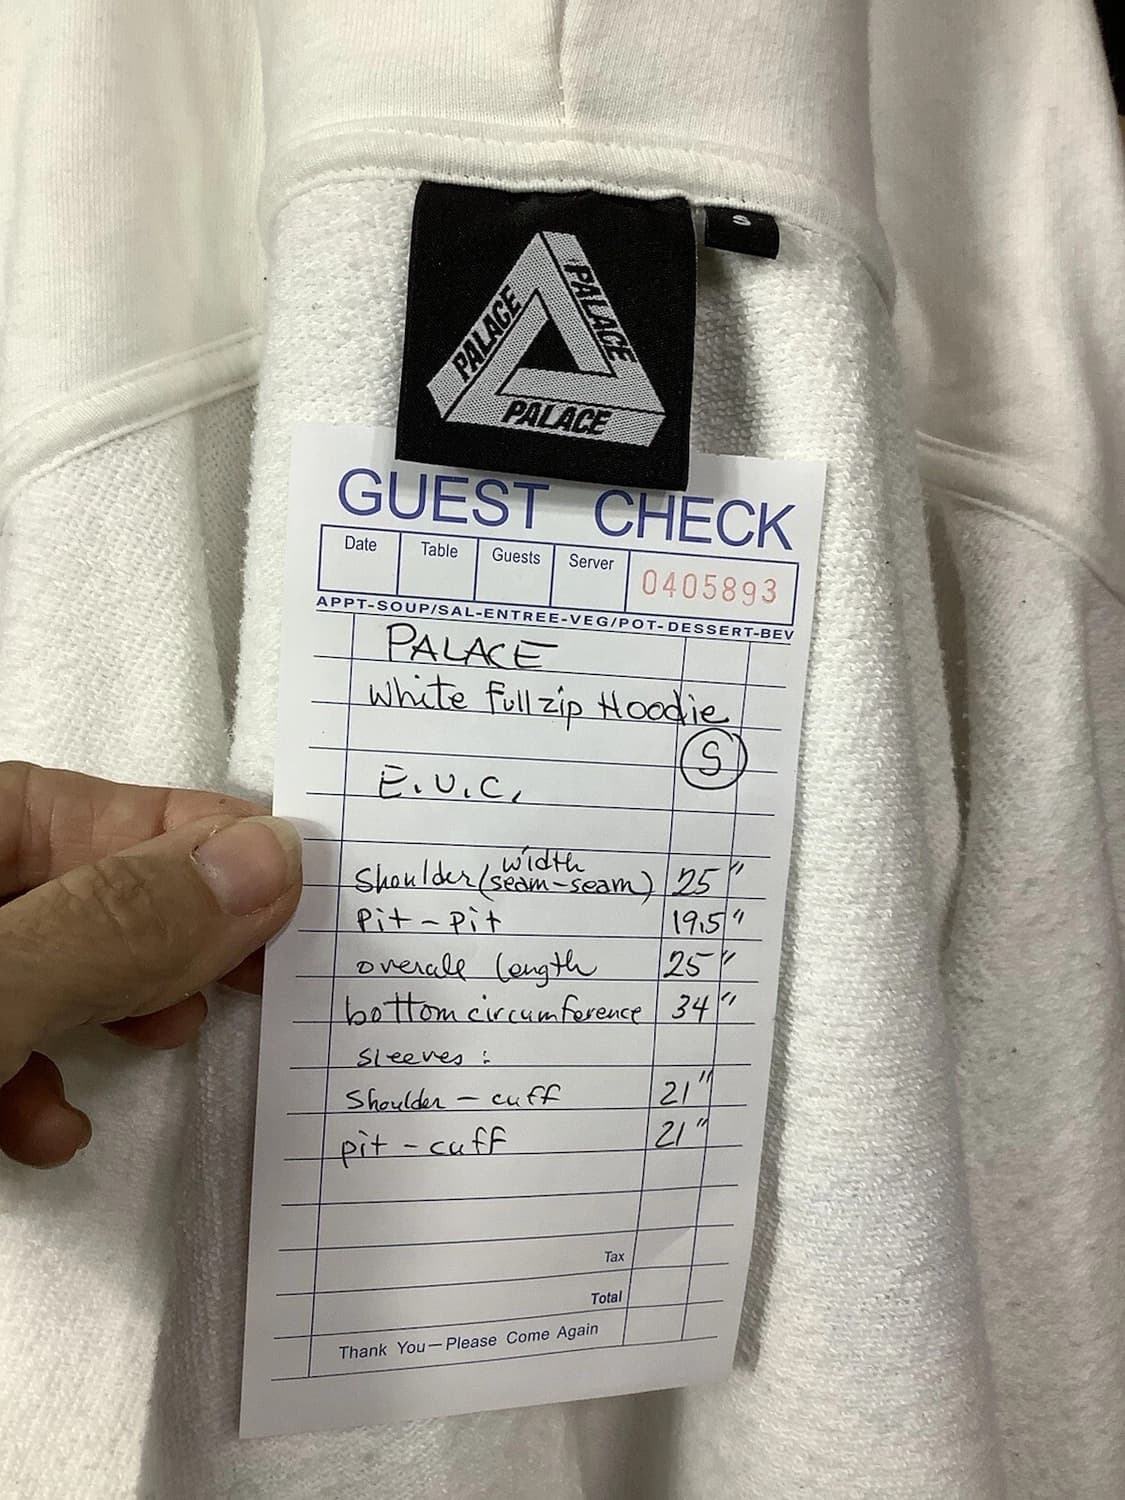 PALACE
PALACE
PALACE
S
GUEST CHECK
Date Table Guests Server 0405893
APPT-SOUP/SAL-ENTREE-VEG/POT-DESSERT-BEV
PALACE
White Full zip Hoodie
S
E.U.C.
width
Shoulder (seam-seam) 25"
Pit - Pit 19.5"
overall length 25"
bottom circumference 34"
Sleeves:
Shoulder - cuff 21"
pit - cuff 21"
Tax
Total
Thank You—Please Come Again